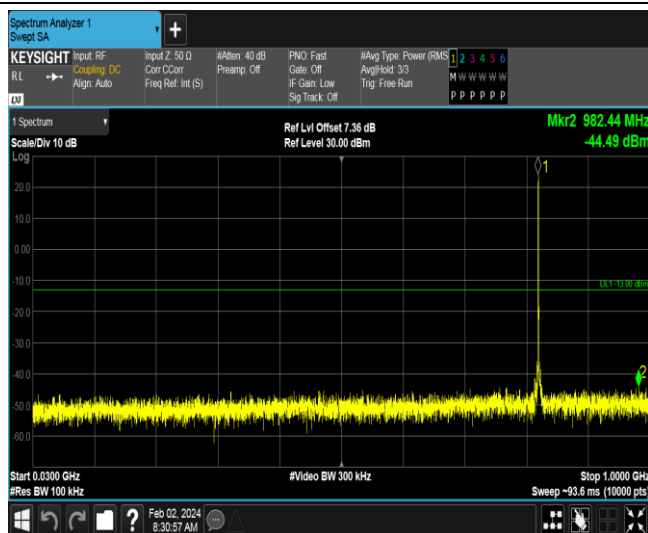 Spectrum Analyzer 1
Swept SA
+
KEYSIGHT
RL
LXI
Input: RF
Coupling: DC
Align: Auto
Input Z: 50 Ω
Corr CCorr
Freq Ref: Int (S)
#Atten: 40 dB
Preamp: Off
PNO: Fast
Gate: Off
IF Gain: Low
Sig Track: Off
#Avg Type: Power (RMS
Avg|Hold: 3/3
Trig: Free Run
1 2 3 4 5 6
M W W W W W
P P P P P P
1 Spectrum
Scale/Div 10 dB
Ref Lvl Offset 7.36 dB
Ref Level 30.00 dBm
Mkr2 982.44 MHz
-44.49 dBm
Log
1
20.0
10.0
0.00
-10.0
DL1 -13.00 dBm
-20.0
-30.0
-40.0
2
-50.0
-60.0
Start 0.0300 GHz
#Video BW 300 kHz
Stop 1.0000 GHz
#Res BW 100 kHz
Sweep ~93.6 ms (10000 pts)
?
Feb 02, 2024
8:30:57 AM